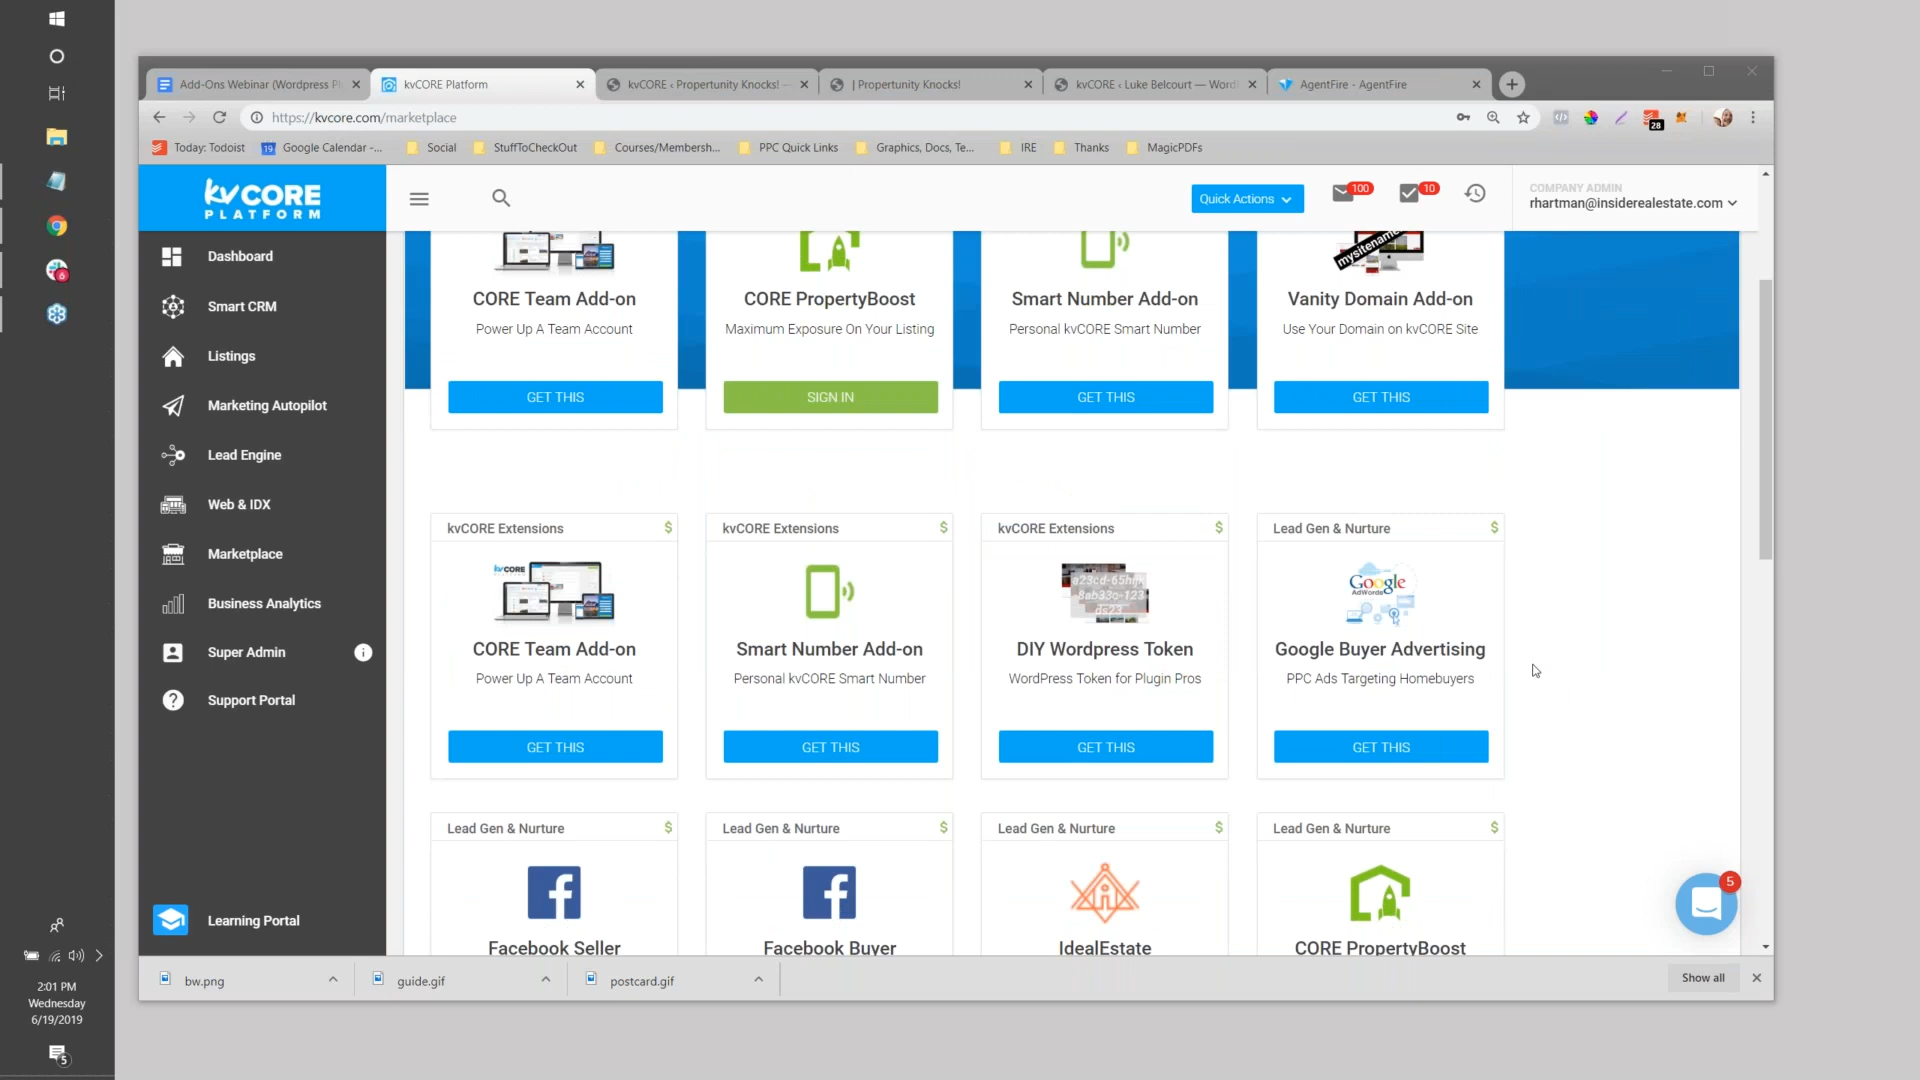 Add-Ons Webinar (Wordpress Pl
kvCORE Platform
kvCORE ‹ Propertunity Knocks! —
| Propertunity Knocks!
kvCORE ‹ Luke Belcourt — Word
AgentFire - AgentFire
https://kvcore.com/marketplace
28
Today: Todoist
19
Google Calendar -...
Social
StuffToCheckOut
Courses/Membersh...
PPC Quick Links
Graphics, Docs, Te...
IRE
Thanks
MagicPDFs
kvCORE
PLATFORM
Quick Actions
100
10
COMPANY ADMIN
rhartman@insiderealestate.com
Dashboard
Smart CRM
Listings
Marketing Autopilot
Lead Engine
Web & IDX
Marketplace
Business Analytics
Super Admin
Support Portal
Learning Portal
mysitename
CORE Team Add-on
Power Up A Team Account
GET THIS
CORE PropertyBoost
Maximum Exposure On Your Listing
SIGN IN
Smart Number Add-on
Personal kvCORE Smart Number
GET THIS
Vanity Domain Add-on
Use Your Domain on kvCORE Site
GET THIS
kvCORE Extensions $
kvCORE
PLATFORM
CORE Team Add-on
Power Up A Team Account
GET THIS
kvCORE Extensions $
Smart Number Add-on
Personal kvCORE Smart Number
GET THIS
kvCORE Extensions $
DIY Wordpress Token
WordPress Token for Plugin Pros
GET THIS
Lead Gen & Nurture $
Google
AdWords
Google Buyer Advertising
PPC Ads Targeting Homebuyers
GET THIS
Lead Gen & Nurture $
Facebook Seller
Lead Gen & Nurture $
Facebook Buyer
Lead Gen & Nurture $
IdealEstate
Lead Gen & Nurture $
CORE PropertyBoost
5
bw.png
guide.gif
postcard.gif
Show all
6
2:01 PM
Wednesday
6/19/2019
5